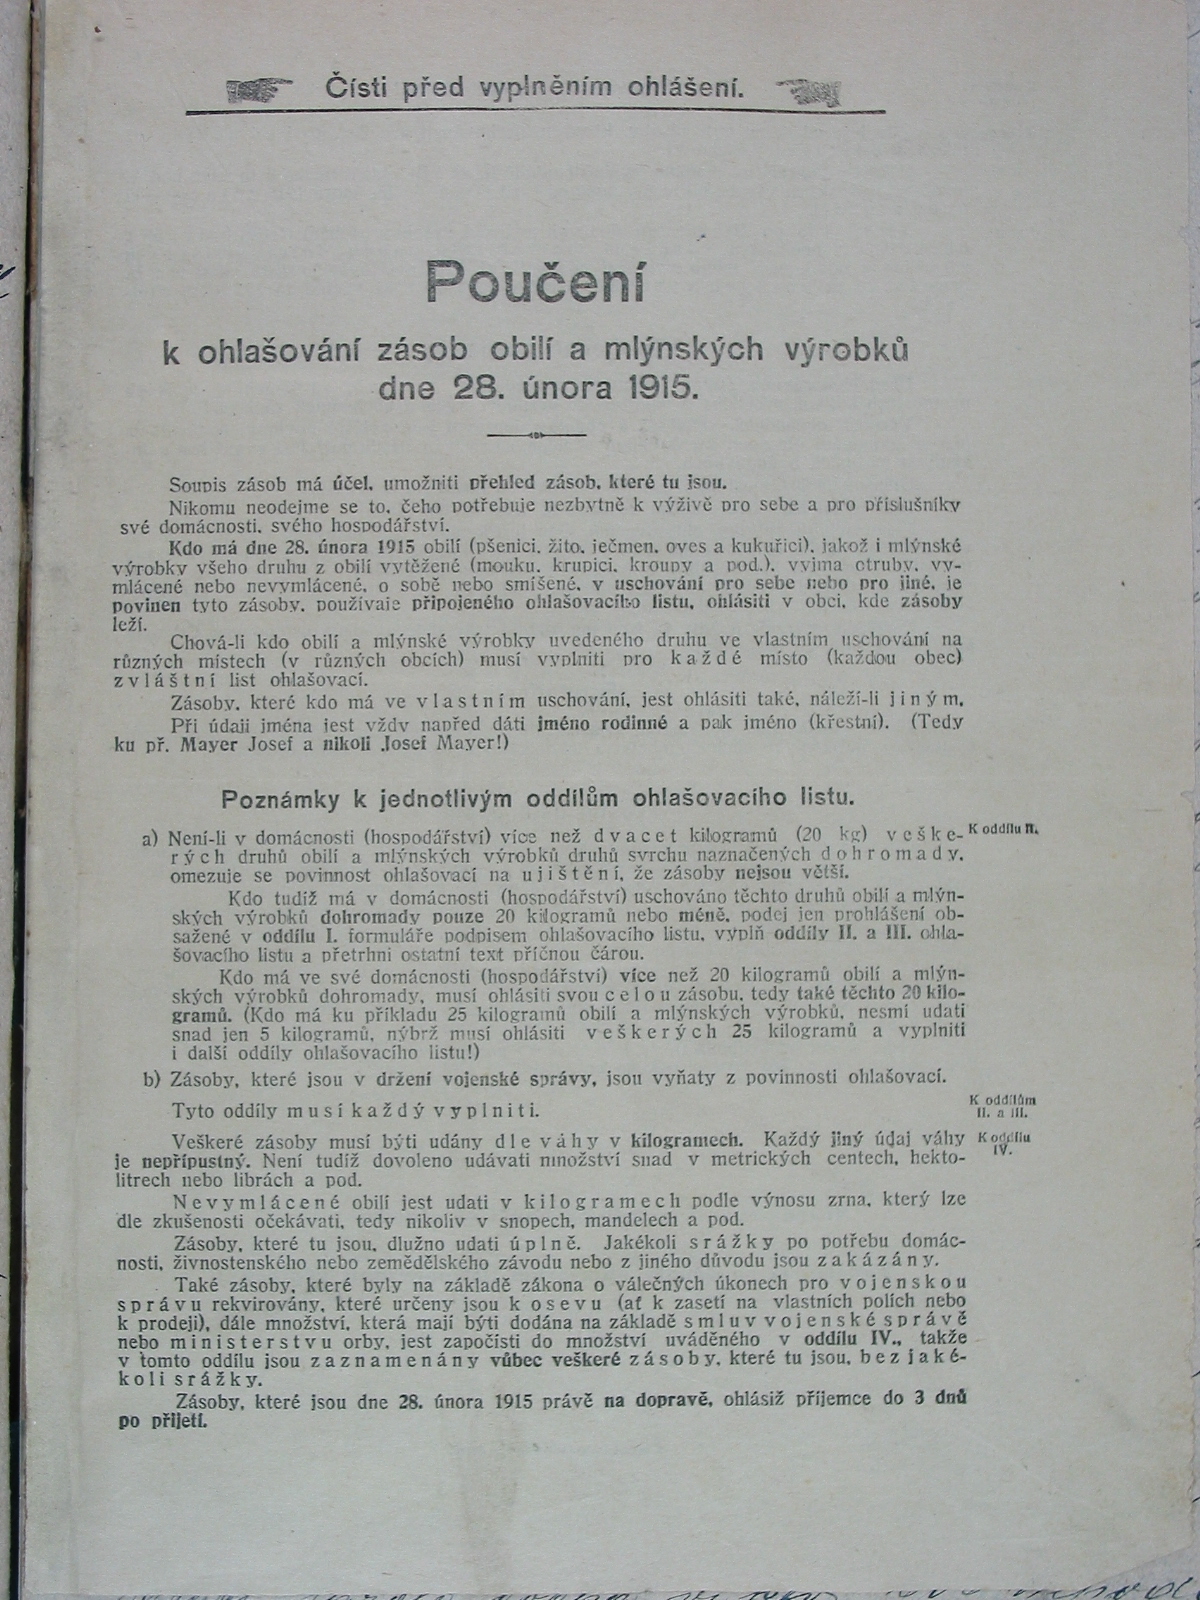 Čísti před vyplněním ohlášení.
Poučení
k ohlašování zásob obilí a mlýnských výrobků
dne 28. února 1915.
Soupis zásob má účel, umožniti přehled zásob, které tu jsou.
Nikomu neodejme se to, čeho potřebuje nezbytně k výživě pro sebe a pro příslušníky
své domácnosti, svého hospodářství.
Kdo má dne 28. února 1915 obilí (pšenici, žito, ječmen, oves a kukuřici), jakož i mlýnské
výrobky všeho druhu z obilí vytěžené (mouku, krupici, kroupy a pod.), vyjma otruby, vy-
mlácené nebo nevymlácené, o sobě nebo smíšené, v uschování pro sebe nebo pro jiné, je
povinen tyto zásoby, používaje připojeného ohlašovacího listu, ohlásiti v obci, kde zásoby
leží.
Chová-li kdo obilí a mlýnské výrobky uvedeného druhu ve vlastním uschování na
různých místech (v různých obcích) musí vyplniti pro každé místo (každou obec)
zvláštní list ohlašovací.
Zásoby, které kdo má ve vlastním uschování, jest ohlásiti také, náleží-li jiným.
Při údaji jména jest vždy napřed dáti jméno rodinné a pak jméno (křestní). (Tedy
ku př. Mayer Josef a nikoli Josef Mayer!)
Poznámky k jednotlivým oddílům ohlašovacího listu.
a) Není-li v domácnosti (hospodářství) více než dvacet kilogramů (20 kg) veške- K oddílu II.
rých druhů obilí a mlýnských výrobků druhů svrchu naznačených dohromady,
omezuje se povinnost ohlašovací na ujištění, že zásoby nejsou větší.
Kdo tudíž má v domácnosti (hospodářství) uschováno těchto druhů obilí a mlýn-
ských výrobků dohromady pouze 20 kilogramů nebo méně, podej jen prohlášení ob-
sažené v oddílu I. formuláře podpisem ohlašovacího listu, vyplň oddíly II. a III. ohla-
šovacího listu a přetrhni ostatní text příčnou čárou.
Kdo má ve své domácnosti (hospodářství) více než 20 kilogramů obilí a mlýn-
ských výrobků dohromady, musí ohlásiti svou celou zásobu, tedy také těchto 20 kilo-
gramů. (Kdo má ku příkladu 25 kilogramů obilí a mlýnských výrobků, nesmí udati
snad jen 5 kilogramů, nýbrž musí ohlásiti veškerých 25 kilogramů a vyplniti
i další oddíly ohlašovacího listu!)
b) Zásoby, které jsou v držení vojenské správy, jsou vyňaty z povinnosti ohlašovací.
Tyto oddíly musí každý vyplniti.
K oddílům
II. a III.
Veškeré zásoby musí býti udány dle váhy v kilogramech. Každý jiný údaj váhy
je nepřípustný. Není tudíž dovoleno udávati množství snad v metrických centech, hekto-
litrech nebo librách a pod.
K oddílu
IV.
Nevymlácené obilí jest udati v kilogramech podle výnosu zrna, který lze
dle zkušenosti očekávati, tedy nikoliv v snopech, mandelech a pod.
Zásoby, které tu jsou, dlužno udati úplně. Jakékoli srážky po potřebu domác-
nosti, živnostenského nebo zemědělského závodu nebo z jiného důvodu jsou zakázány.
Také zásoby, které byly na základě zákona o válečných úkonech pro vojenskou
správu rekvirovány, které určeny jsou k osevu (ať k zasetí na vlastních polích nebo
k prodeji), dále množství, která mají býti dodána na základě smluv vojenské správě
nebo ministerstvu orby, jest započísti do množství uváděného v oddílu IV., takže
v tomto oddílu jsou zaznamenány vůbec veškeré zásoby, které tu jsou, bez jaké-
koli srážky.
Zásoby, které jsou dne 28. února 1915 právě na dopravě, ohlásiž příjemce do 3 dnů
po přijetí.